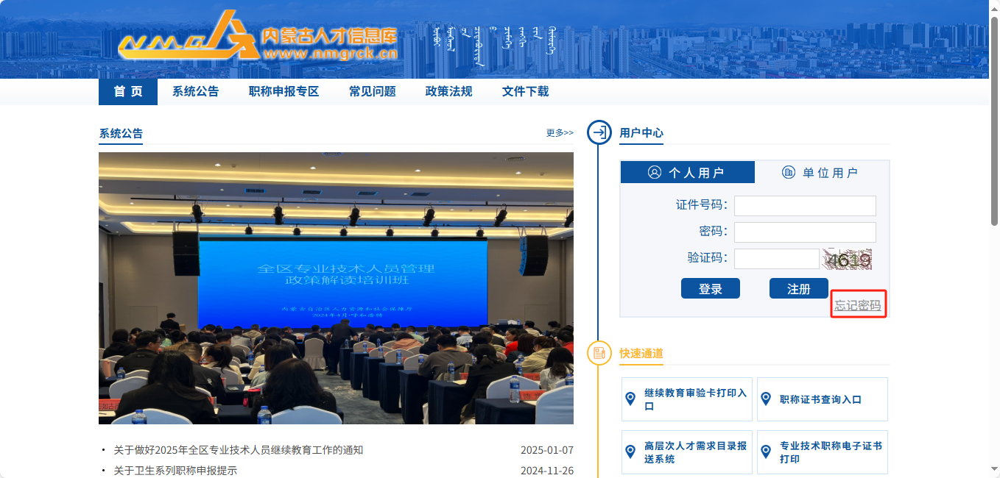 NMG 内蒙古人才信息库
www.nmgrck.cn
首 页 系统公告 职称申报专区 常见问题 政策法规 文件下载
系统公告 更多>>
全区专业技术人员管理
政策解读培训班
内蒙古自治区人力资源和社会保障厅
2024年4月·呼和浩特
关于做好2025年全区专业技术人员继续教育工作的通知 2025-01-07
关于卫生系列职称申报提示 2024-11-26
用户中心
个人用户 单位用户
证件号码：
密码：
验证码： 4619
登录 注册
忘记密码
快速通道
继续教育审验卡打印入
口
职称证书查询入口
高层次人才需求目录报
送系统
专业技术职称电子证书
打印